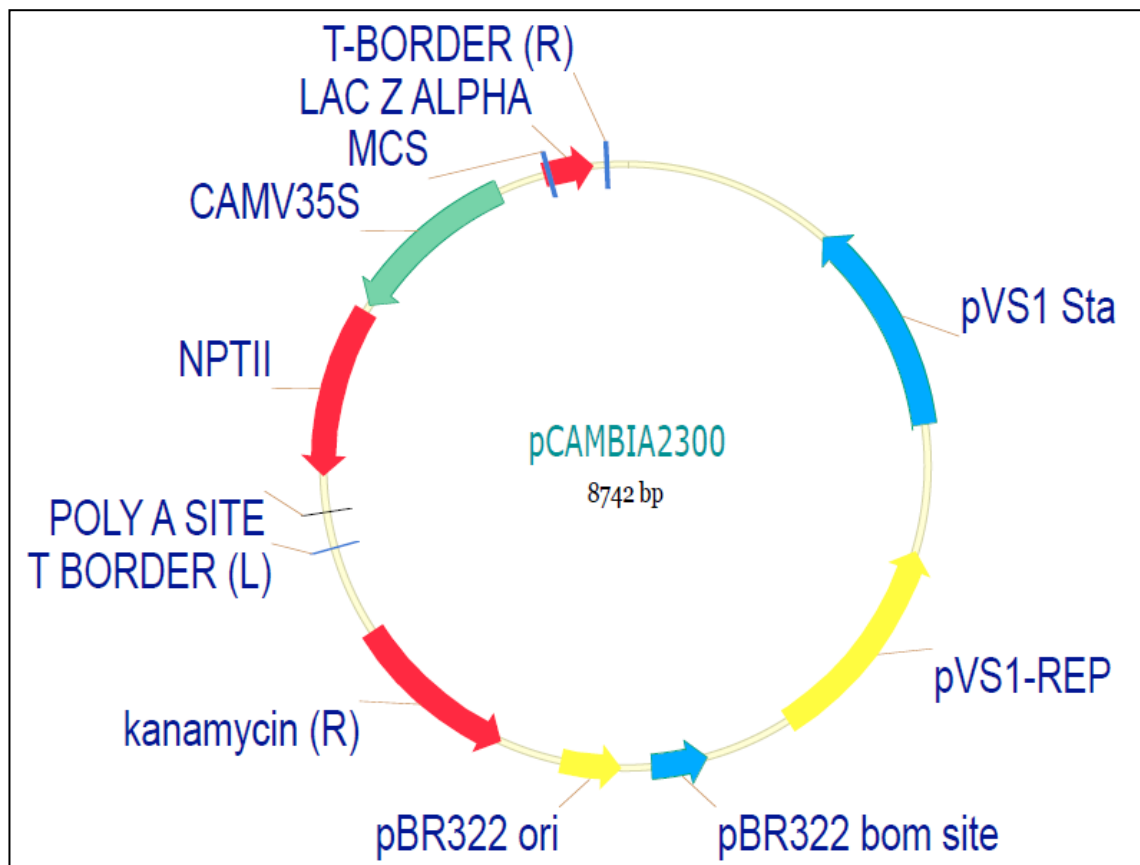 T-BORDER (R)
LAC Z ALPHA
MCS
CAMV35S
pVS1 Sta
NPTII
pCAMBIA2300
8742 bp
POLY A SITE
T BORDER (L)
pVS1-REP
kanamycin (R)
pBR322 ori
pBR322 bom site